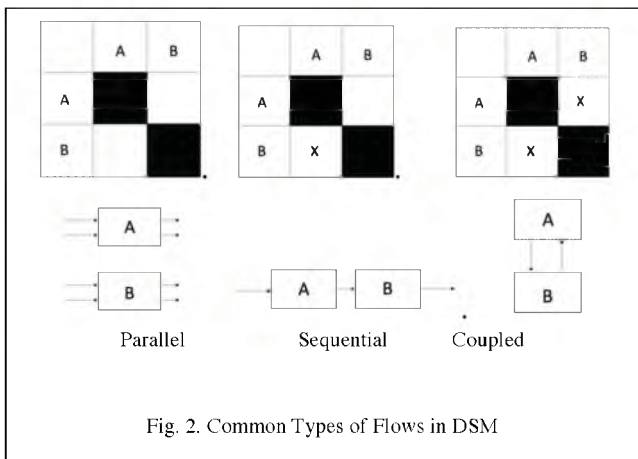 A B A B A B
A A A X
B B X B X
A
B
A B
A
B
Parallel Sequential Coupled
Fig. 2. Common Types of Flows in DSM